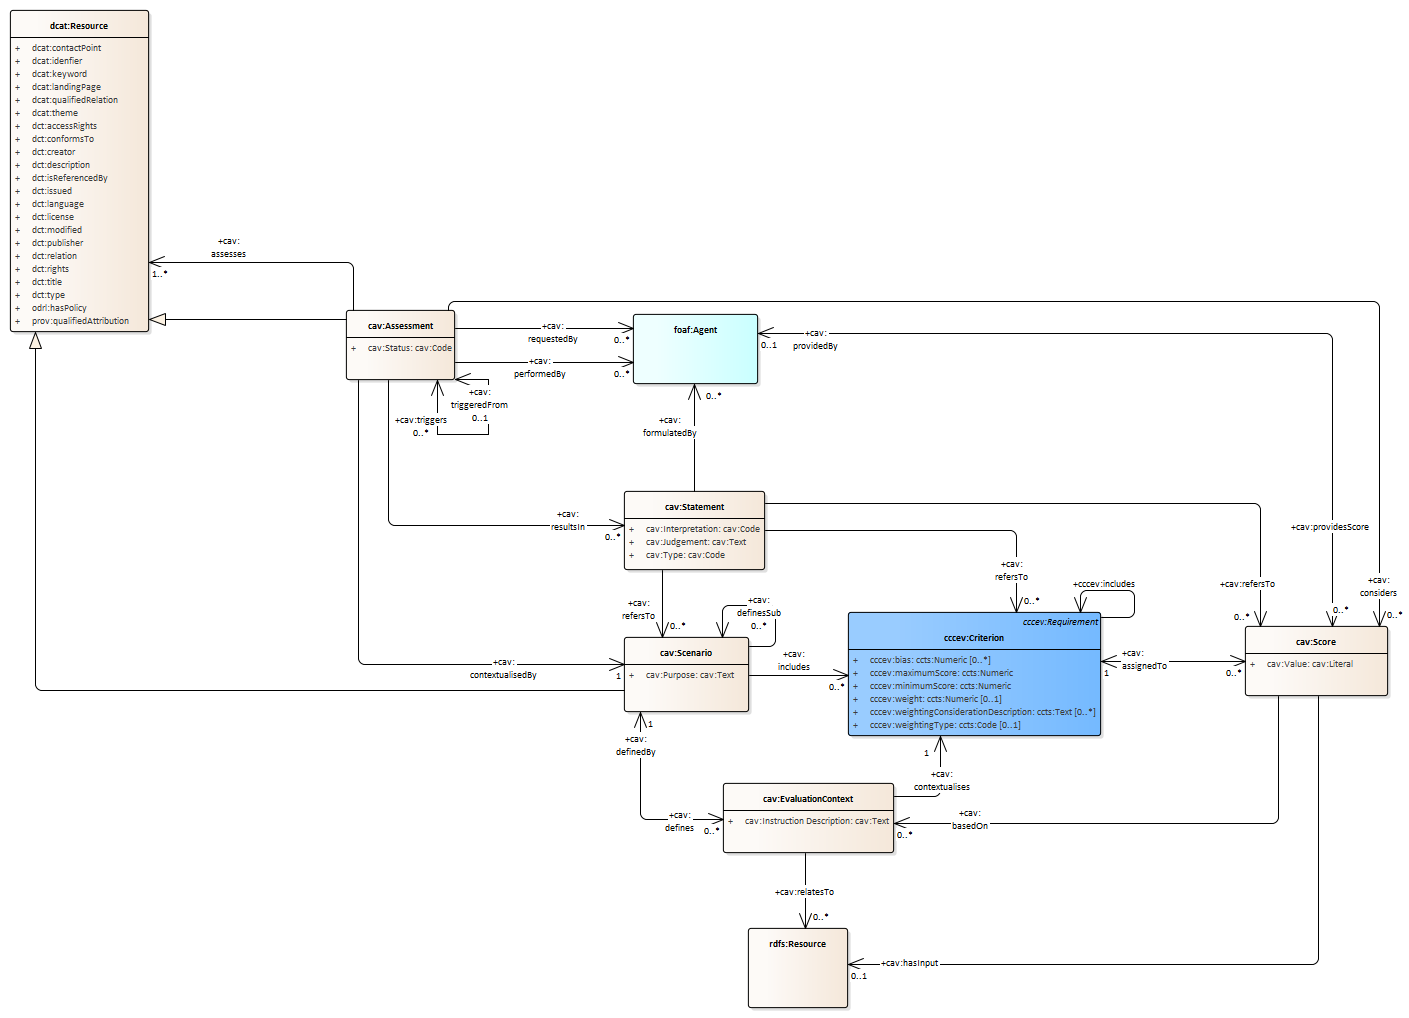 dcat:Resource
+ dcat:contactPoint
+ dcat:idenfier
+ dcat:keyword
+ dcat:landingPage
+ dcat:qualifiedRelation
+ dcat:theme
+ dct:accessRights
+ dct:conformsTo
+ dct:creator
+ dct:description
+ dct:isReferencedBy
+ dct:issued
+ dct:language
+ dct:license
+ dct:modified
+ dct:publisher
+ dct:relation
+ dct:rights
+ dct:title
+ dct:type
+ odrl:hasPolicy
+ prov:qualifiedAttribution
+cav:
assesses
1..*
cav:Assessment
+ cav:Status: cav:Code
+cav:
requestedBy
0..*
+cav:
performedBy
0..*
foaf:Agent
0..1
+cav:
providedBy
+cav:
triggeredFrom
0..1
+cav:triggers
0..*
0..*
+cav:
formulatedBy
+cav:
resultsIn
0..*
cav:Statement
+ cav:Interpretation: cav:Code
+ cav:Judgement: cav:Text
+ cav:Type: cav:Code
+cav:providesScore
0..*
+cav:
considers
0..*
+cav:refersTo
0..*
+cav:
refersTo
0..*
+cav:
refersTo
0..*
+cav:
definesSub
0..*
+cccev:includes
+cav:
contextualisedBy
1
cav:Scenario
+ cav:Purpose: cav:Text
+cav:
includes
0..*
cccev:Requirement
cccev:Criterion
+ cccev:bias: ccts:Numeric [0..*]
+ cccev:maximumScore: ccts:Numeric
+ cccev:minimumScore: ccts:Numeric
+ cccev:weight: ccts:Numeric [0..1]
+ cccev:weightingConsiderationDescription: ccts:Text [0..*]
+ cccev:weightingType: ccts:Code [0..1]
1
+cav:
assignedTo
0..*
cav:Score
+ cav:Value: cav:Literal
1
+cav:
definedBy
+cav:
defines
0..*
1
+cav:
contextualises
cav:EvaluationContext
+ cav:Instruction Description: cav:Text
+cav:
basedOn
0..*
+cav:relatesTo
0..*
rdfs:Resource
+cav:hasInput
0..1